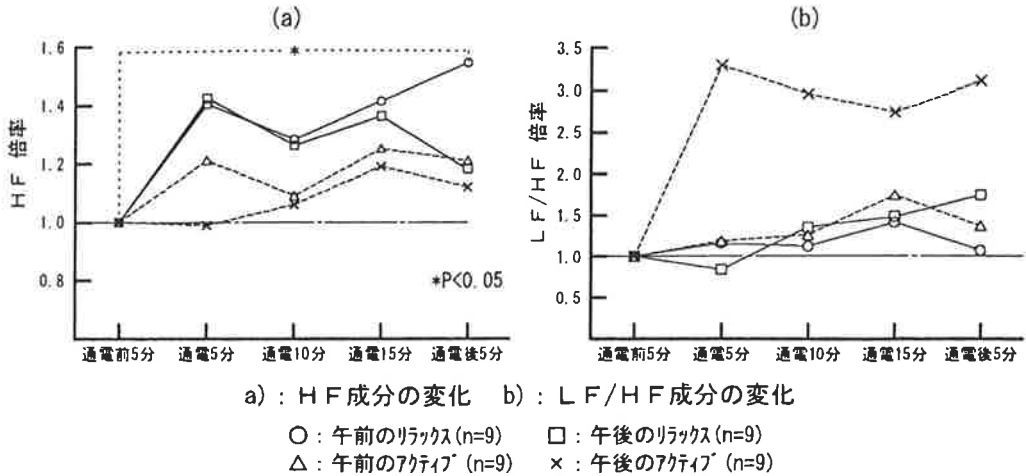 (a)
(b)
HF 倍率
1.6
1.4
1.2
1.0
0.8
*
*P<0.05
通電前5分 通電5分 通電10分 通電15分 通電後5分
LF/HF 倍率
3.5
3.0
2.5
2.0
1.5
1.0
0.5
通電前5分 通電5分 通電10分 通電15分 通電後5分
a) : HF成分の変化 b) : LF/HF成分の変化
○ : 午前のリラックス(n=9) □ : 午後のリラックス(n=9)
△ : 午前のアクティブ(n=9) × : 午後のアクティブ(n=9)